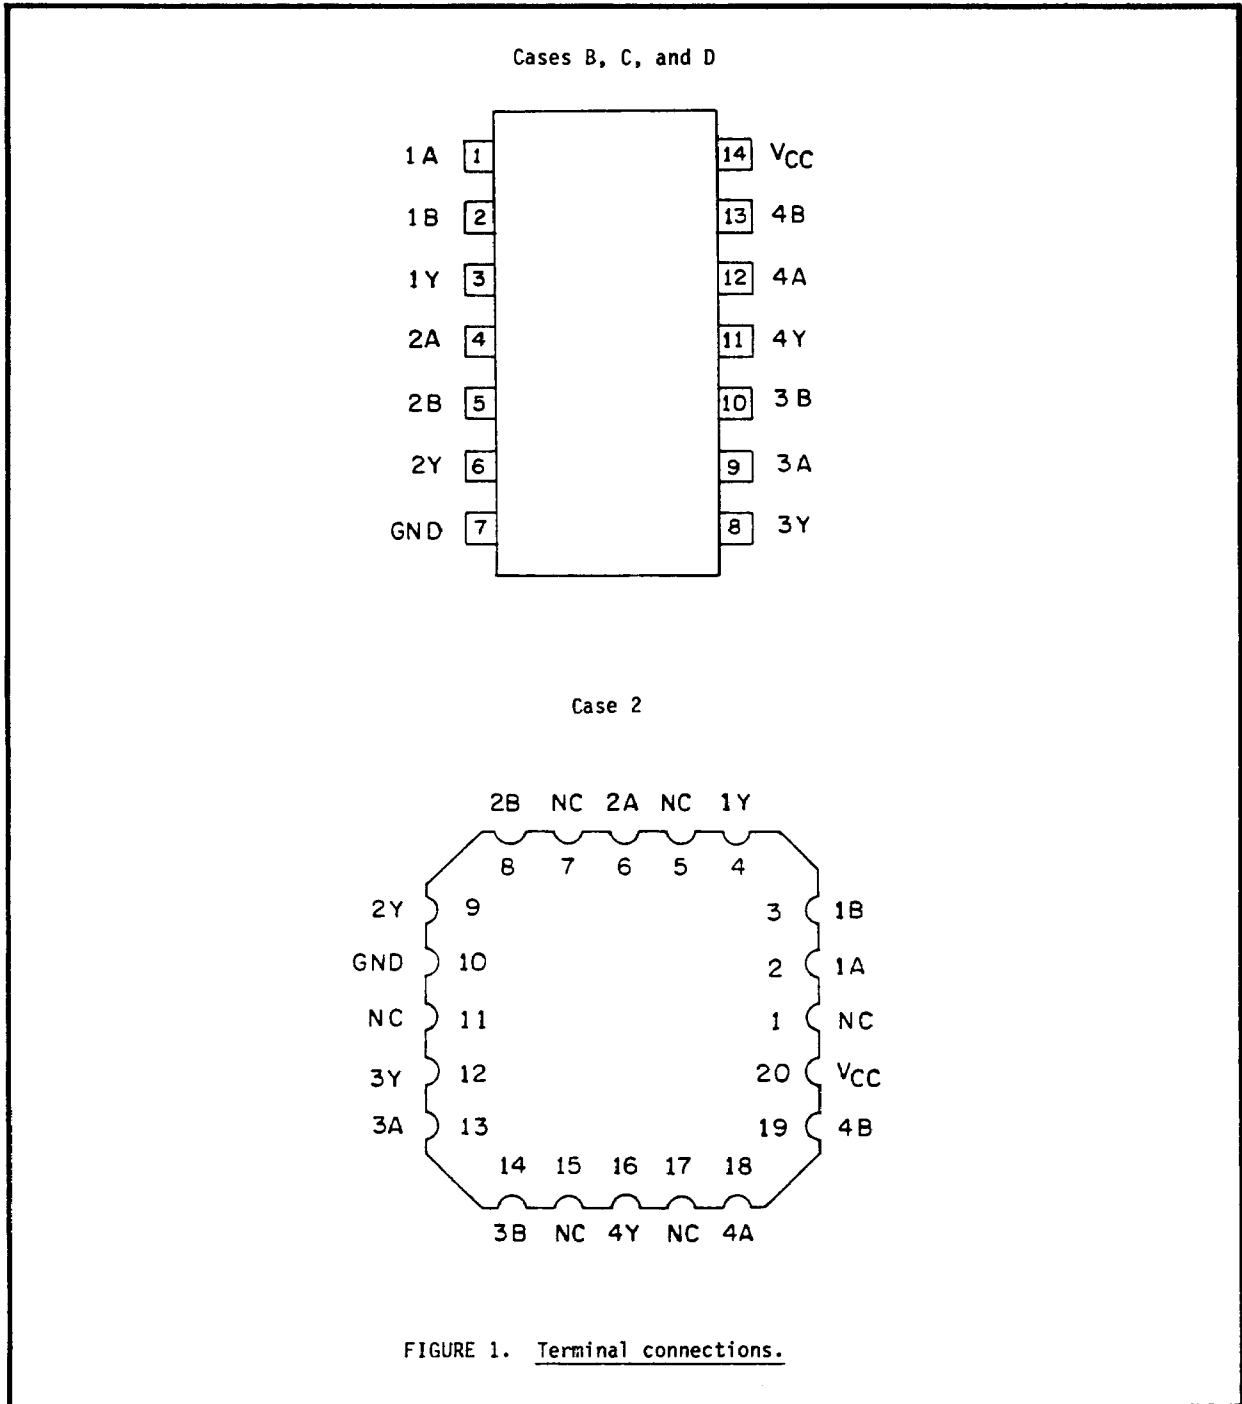 Cases B, C, and D
1A 1 14 VCC
1B 2 13 4B
1Y 3 12 4A
2A 4 11 4Y
2B 5 10 3B
2Y 6 9 3A
GND 7 8 3Y
Case 2
2B NC 2A NC 1Y
8 7 6 5 4
2Y 9 3 1B
GND 10 2 1A
NC 11 1 NC
3Y 12 20 VCC
3A 13 19 4B
14 15 16 17 18
3B NC 4Y NC 4A
FIGURE 1. Terminal connections.